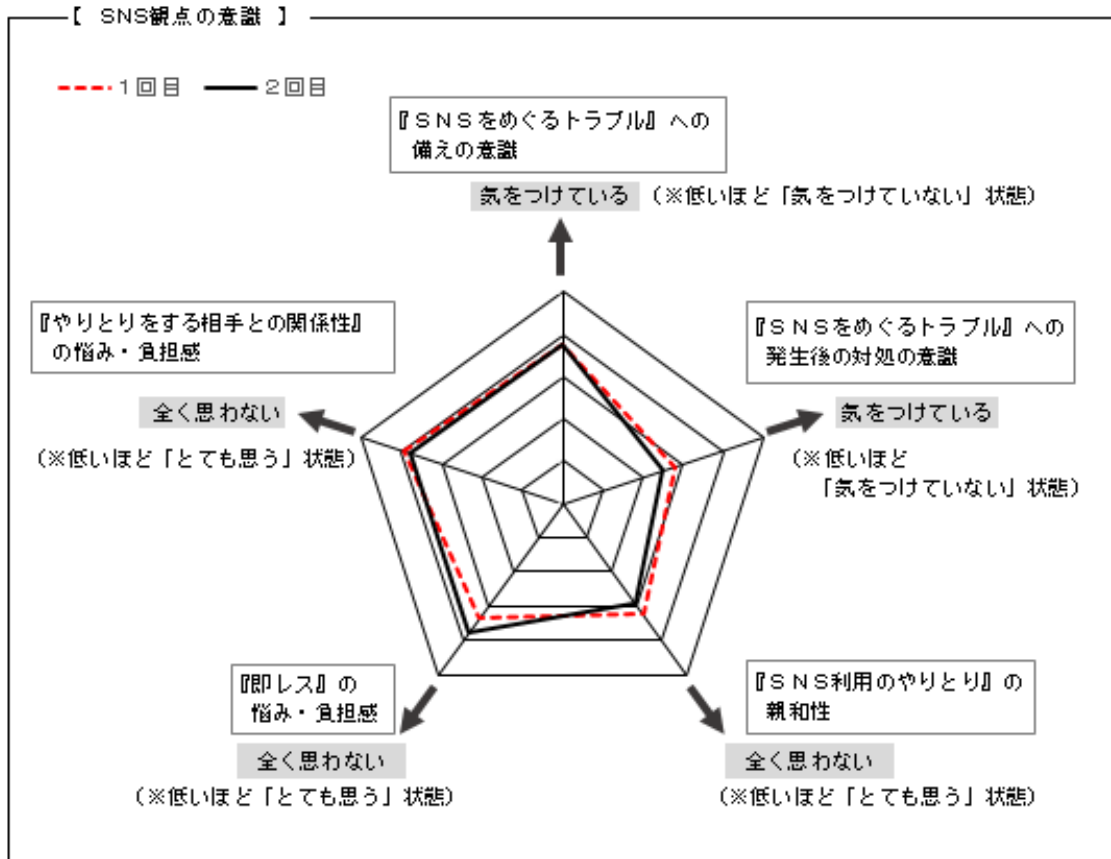 【 SNS観点の意識 】
1回目 2回目
『ＳＮＳをめぐるトラブル』への
備えの意識
気をつけている （※低いほど「気をつけていない」状態）
『やりとりをする相手との関係性』
の悩み・負担感
全く思わない
（※低いほど「とても思う」状態）
『ＳＮＳをめぐるトラブル』への
発生後の対処の意識
気をつけている
（※低いほど
「気をつけていない」状態）
『即レス』の
悩み・負担感
全く思わない
（※低いほど「とても思う」状態）
『ＳＮＳ利用のやりとり』の
親和性
全く思わない
（※低いほど「とても思う」状態）